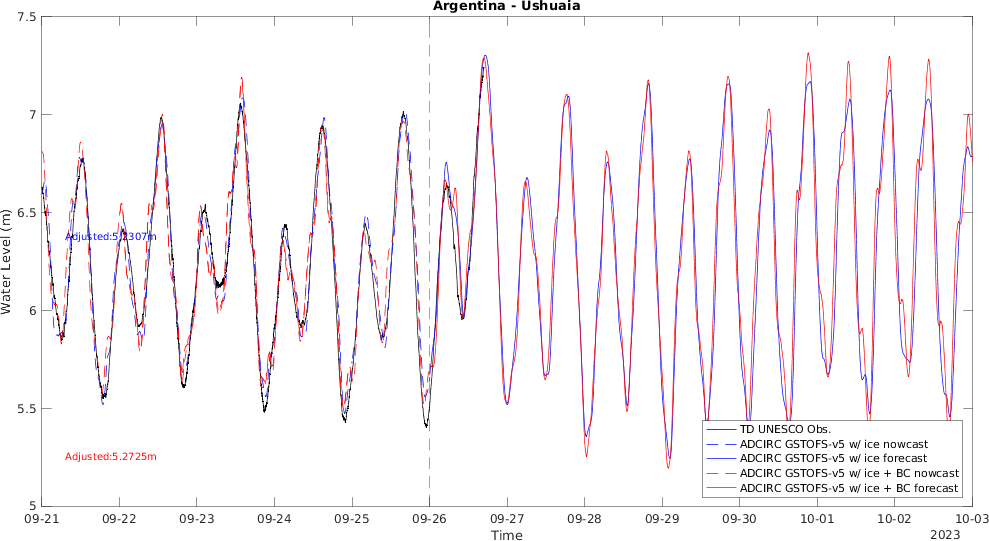 Argentina - Ushuaia
7.5
7
6.5
6
5.5
5
Water Level (m)
Adjusted:5.2307m
Adjusted:5.2725m
TD UNESCO Obs.
ADCIRC GSTOFS-v5 w/ ice nowcast
ADCIRC GSTOFS-v5 w/ ice forecast
ADCIRC GSTOFS-v5 w/ ice + BC nowcast
ADCIRC GSTOFS-v5 w/ ice + BC forecast
09-21 09-22 09-23 09-24 09-25 09-26 09-27 09-28 09-29 09-30 10-01 10-02 10-03
Time
2023